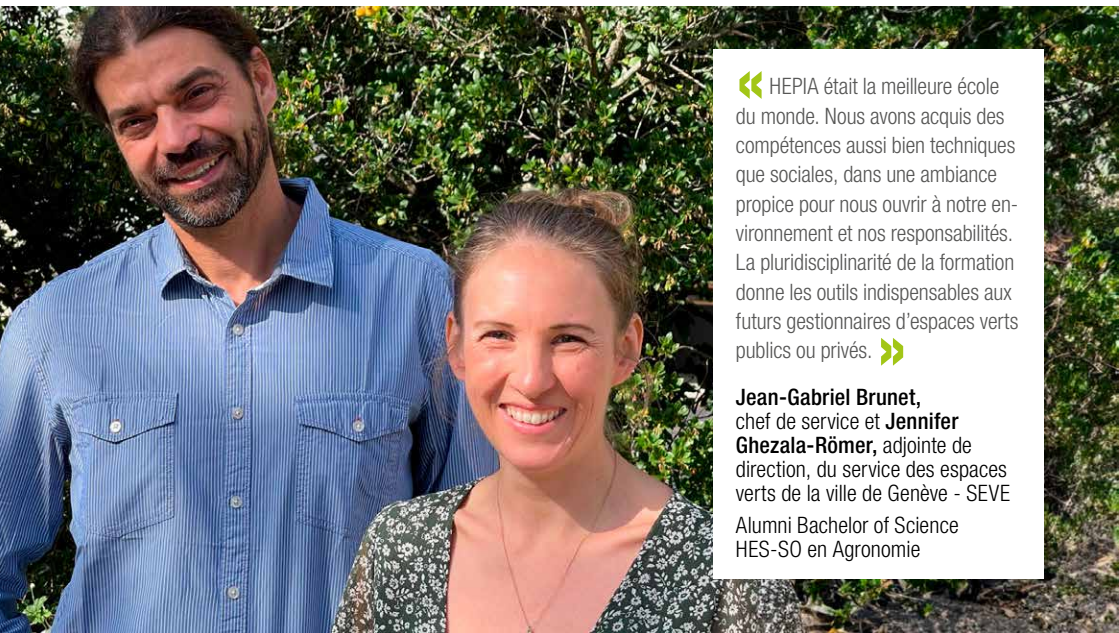 « HEPIA était la meilleure école
du monde. Nous avons acquis des
compétences aussi bien techniques
que sociales, dans une ambiance
propice pour nous ouvrir à notre en-
vironnement et nos responsabilités.
La pluridisciplinarité de la formation
donne les outils indispensables aux
futurs gestionnaires d'espaces verts
publics ou privés. »
Jean-Gabriel Brunet,
chef de service et Jennifer
Ghezala-Römer, adjointe de
direction, du service des espaces
verts de la ville de Genève - SEVE
Alumni Bachelor of Science
HES-SO en Agronomie